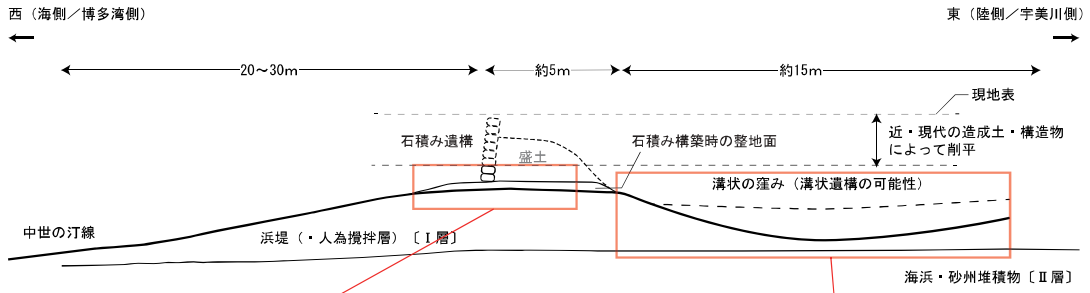 西（海側／博多湾側）
東（陸側／宇美川側）
20～30m
約5m
約15m
現地表
石積み遺構
盛土
石積み構築時の整地面
近・現代の造成土・構造物
によって削平
溝状の窪み（溝状遺構の可能性）
中世の汀線
浜堤（・人為攪拌層）〔Ⅰ層〕
海浜・砂州堆積物〔Ⅱ層〕